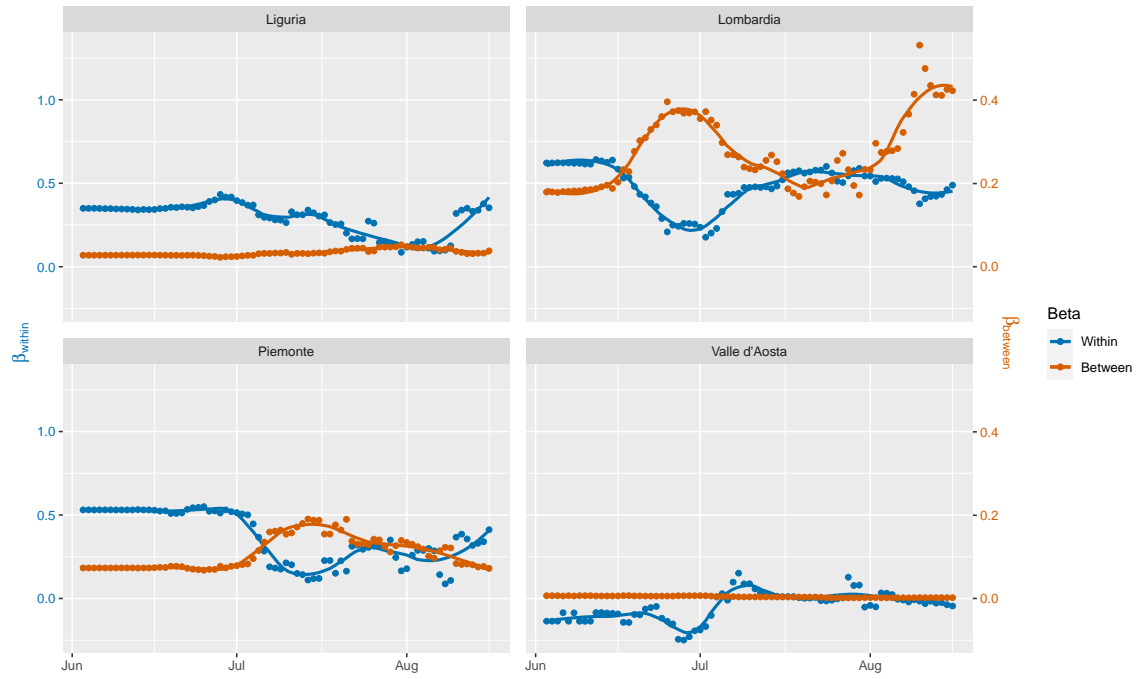 Liguria
Lombardia
1.0
0.5
0.0
0.4
0.2
0.0
βwithin
βbetween
Piemonte
Valle d'Aosta
1.0
0.5
0.0
0.4
0.2
0.0
Jun
Jul
Aug
Jun
Jul
Aug
Beta
Within
Between